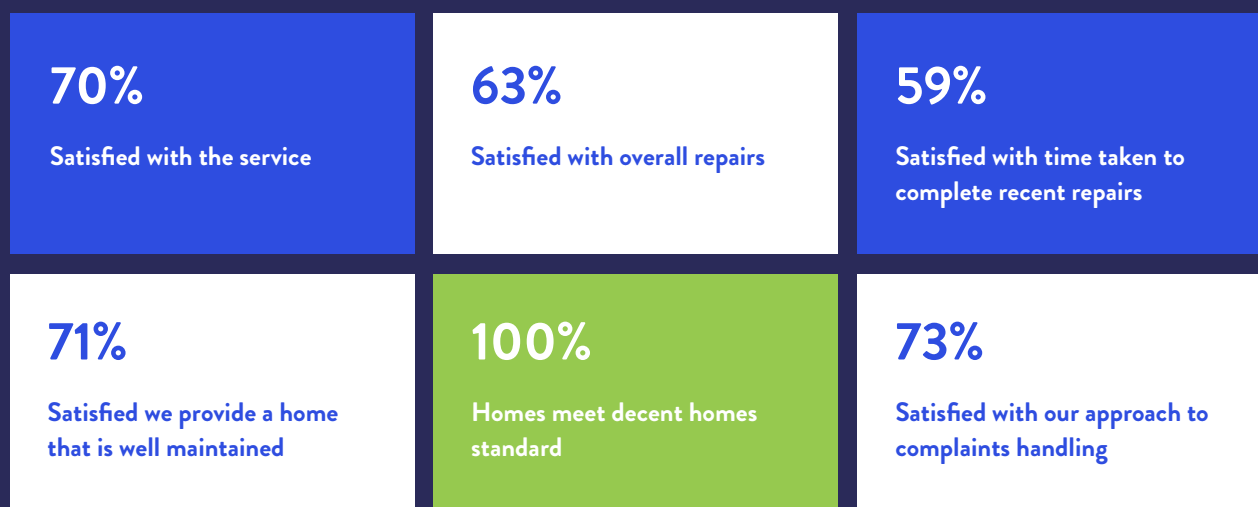 70%
Satisfied with the service
63%
Satisfied with overall repairs
59%
Satisfied with time taken to
complete recent repairs
71%
Satisfied we provide a home
that is well maintained
100%
Homes meet decent homes
standard
73%
Satisfied with our approach to
complaints handling